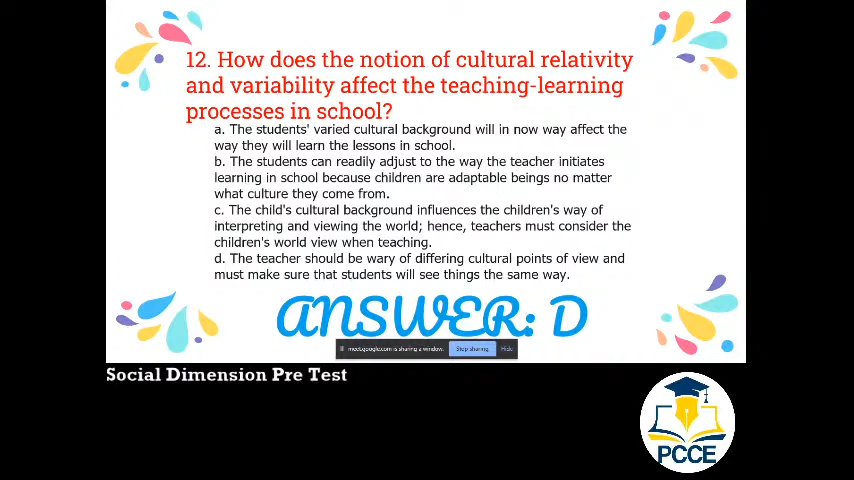 12. How does the notion of cultural relativity
and variability affect the teaching-learning
processes in school?
a. The students' varied cultural background will in now way affect the
way they will learn the lessons in school.
b. The students can readily adjust to the way the teacher initiates
learning in school because children are adaptable beings no matter
what culture they come from.
c. The child's cultural background influences the children's way of
interpreting and viewing the world; hence, teachers must consider the
children's world view when teaching.
d. The teacher should be wary of differing cultural points of view and
must make sure that students will see things the same way.
ANSWER: D
meet.google.com is sharing a window. Stop sharing Hide
Social Dimension Pre Test
PCCE